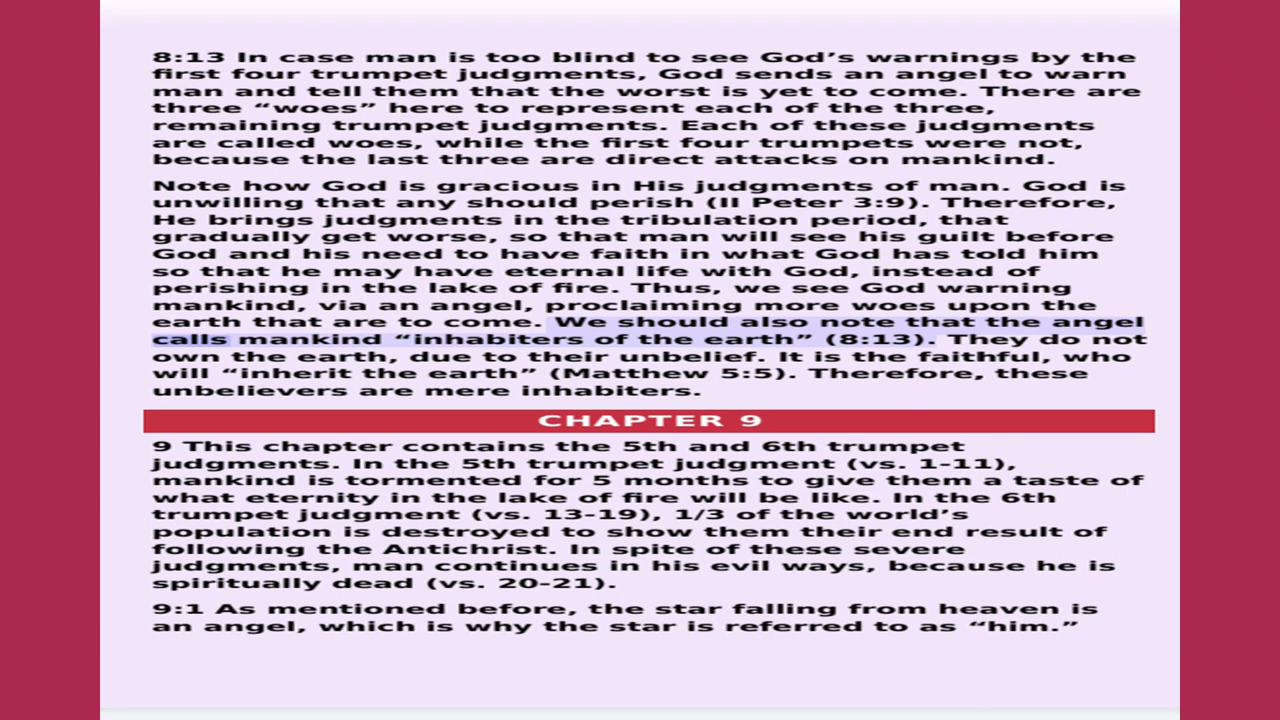 8:13 In case man is too blind to see God’s warnings by the
first four trumpet judgments, God sends an angel to warn
man and tell them that the worst is yet to come. There are
three “woes” here to represent each of the three,
remaining trumpet judgments. Each of these judgments
are called woes, while the first four trumpets were not,
because the last three are direct attacks on mankind.
Note how God is gracious in His judgments of man. God is
unwilling that any should perish (II Peter 3:9). Therefore,
He brings judgments in the tribulation period, that
gradually get worse, so that man will see his guilt before
God and his need to have faith in what God has told him
so that he may have eternal life with God, instead of
perishing in the lake of fire. Thus, we see God warning
mankind, via an angel, proclaiming more woes upon the
earth that are to come. We should also note that the angel
calls mankind “inhabiters of the earth” (8:13). They do not
own the earth, due to their unbelief. It is the faithful, who
will “inherit the earth” (Matthew 5:5). Therefore, these
unbelievers are mere inhabiters.
CHAPTER 9
9 This chapter contains the 5th and 6th trumpet
judgments. In the 5th trumpet judgment (vs. 1-11),
mankind is tormented for 5 months to give them a taste of
what eternity in the lake of fire will be like. In the 6th
trumpet judgment (vs. 13-19), 1/3 of the world’s
population is destroyed to show them their end result of
following the Antichrist. In spite of these severe
judgments, man continues in his evil ways, because he is
spiritually dead (vs. 20-21).
9:1 As mentioned before, the star falling from heaven is
an angel, which is why the star is referred to as “him.”